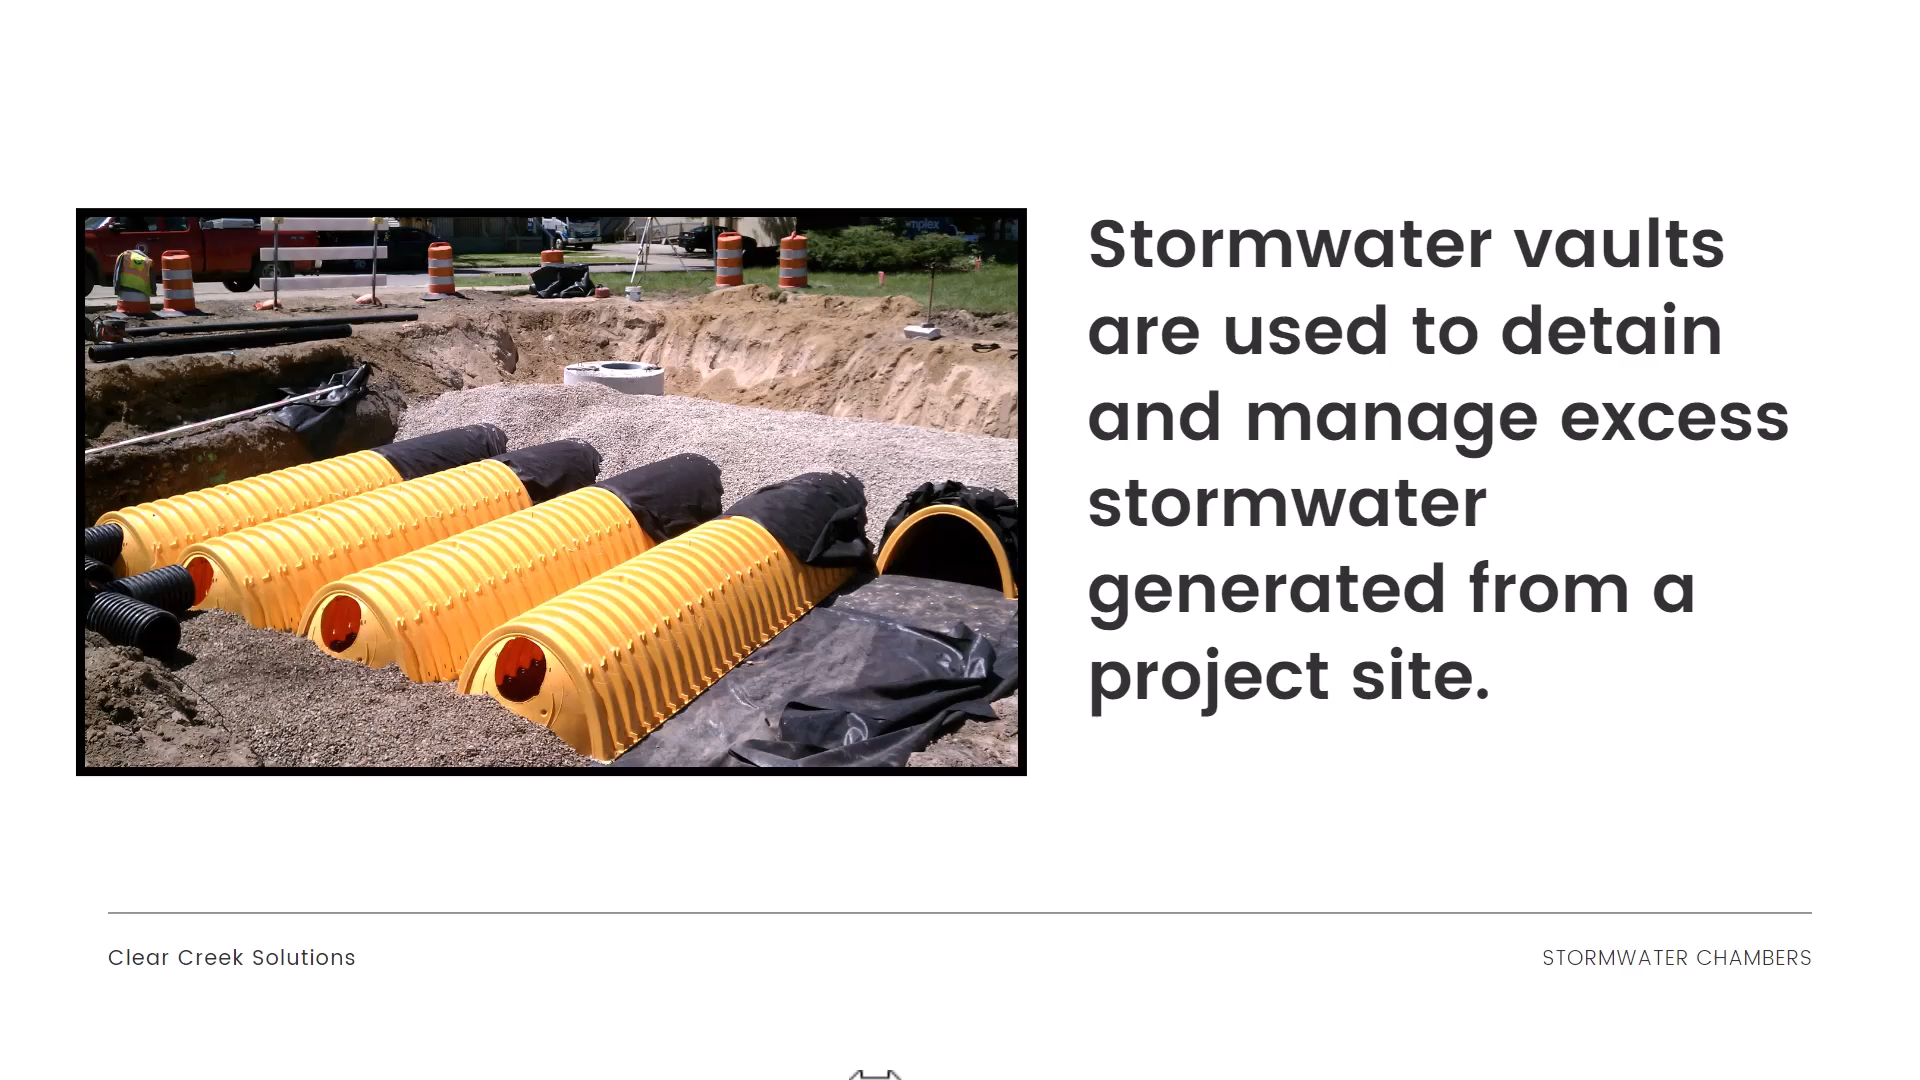 Stormwater vaults
are used to detain
and manage excess
stormwater
generated from a
project site.
Clear Creek Solutions
STORMWATER CHAMBERS